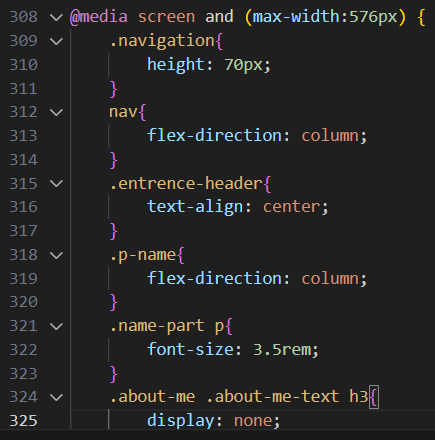 308 @media screen and (max-width:576px) {
309 .navigation{
310 height: 70px;
311 }
312 nav{
313 flex-direction: column;
314 }
315 .entrence-header{
316 text-align: center;
317 }
318 .p-name{
319 flex-direction: column;
320 }
321 .name-part p{
322 font-size: 3.5rem;
323 }
324 .about-me .about-me-text h3{
325 display: none;